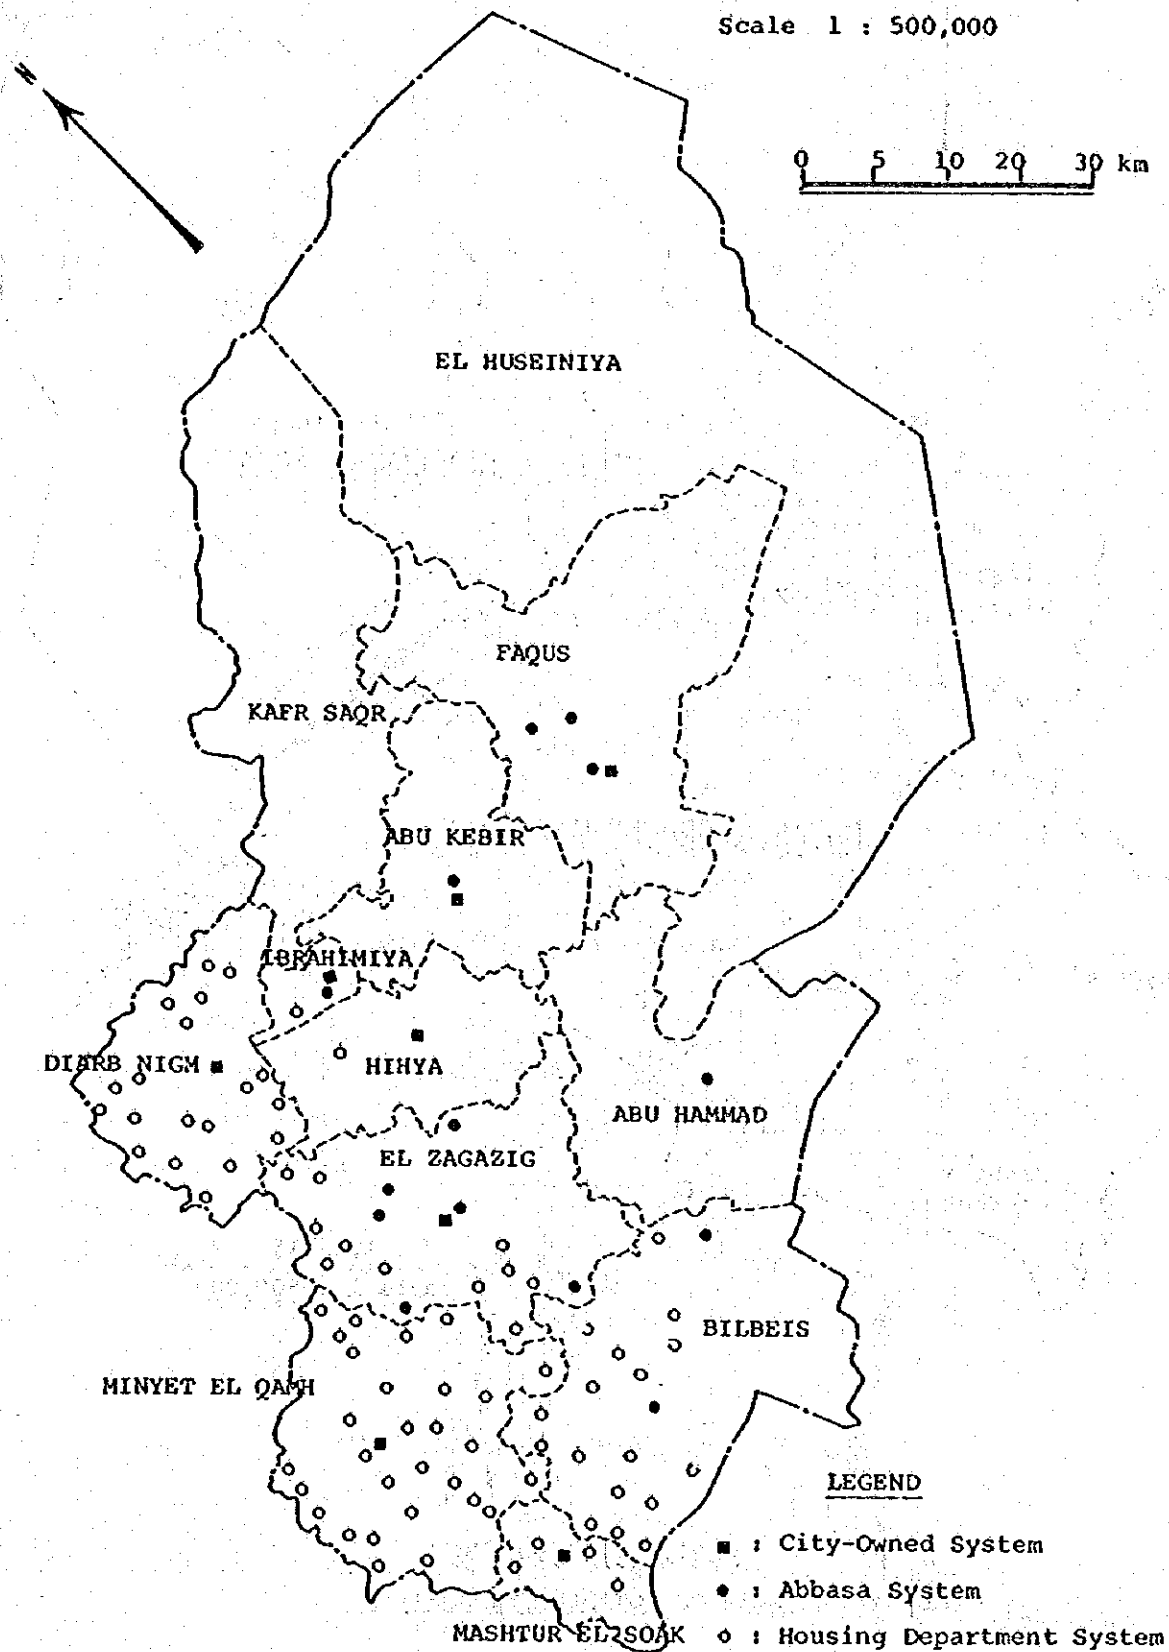 Scale 1 : 500,000
N
0 5 10 20 30 km
EL HUSEINIYA
FAQUS
KAFR SAQR
ABU KEBIR
IBRAHIMIYA
DIARB NIGM
HIHYA
ABU HAMMAD
EL ZAGAZIG
BILBEIS
MINYET EL QAMH
LEGEND
■ : City-Owned System
● : Abbasa System
MASHTUR EL SOAK
○ : Housing Department System